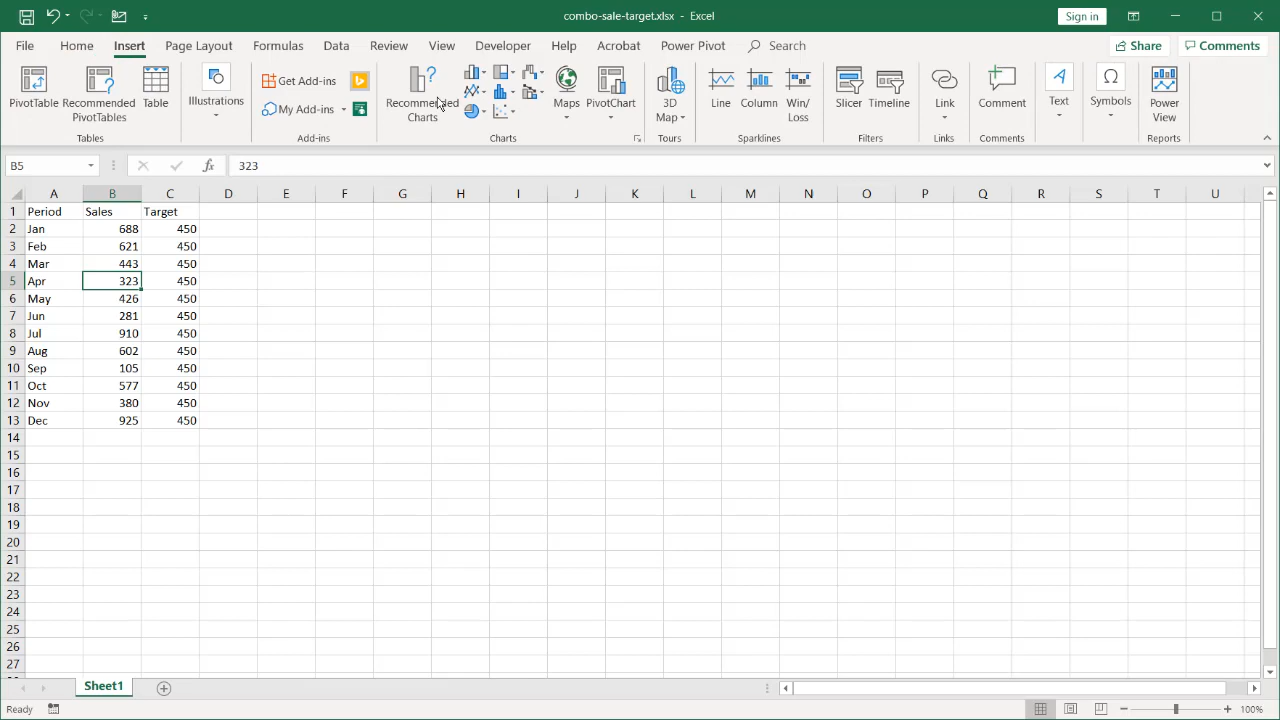 combo-sale-target.xlsx - Excel
Sign in
File Home Insert Page Layout Formulas Data Review View Developer Help Acrobat Power Pivot Search Share Comments
PivotTable
Recommended PivotTables
Table
Tables
Illustrations
Get Add-ins
My Add-ins
Add-ins
Recommended Charts
Maps
PivotChart
Charts
3D Map
Tours
Line
Column
Win/ Loss
Sparklines
Slicer
Timeline
Filters
Link
Links
Comment
Comments
Text
Symbols
Power View
Reports
B5 fx 323
A B C D E F G H I J K L M N O P Q R S T U
1 Period Sales Target
2 Jan 688 450
3 Feb 621 450
4 Mar 443 450
5 Apr 323 450
6 May 426 450
7 Jun 281 450
8 Jul 910 450
9 Aug 602 450
10 Sep 105 450
11 Oct 577 450
12 Nov 380 450
13 Dec 925 450
14
15
16
17
18
19
20
21
22
23
24
25
26
27
Sheet1
Ready 100%